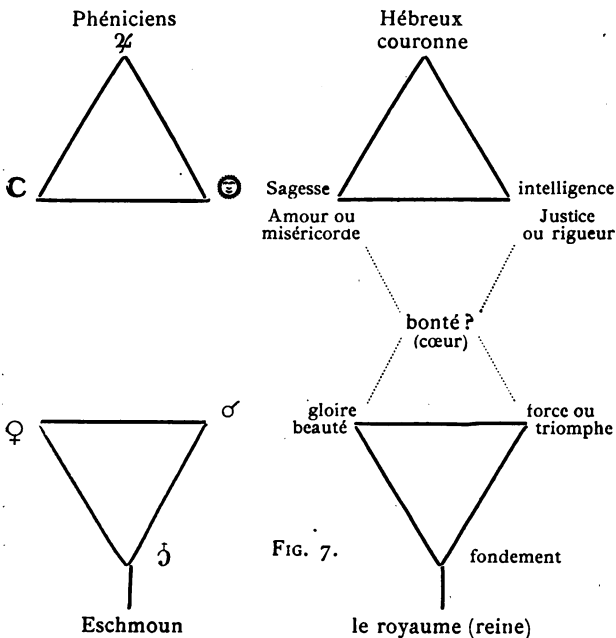 Phéniciens
♃
☾
Hébreux
couronne
Sagesse
intelligence
Amour ou
miséricorde
Justice
ou rigueur
bonté ?
(cœur)
♀
♂
gloire
beauté
force ou
triomphe
FIG. 7.
fondement
Eschmoun
le royaume (reine)